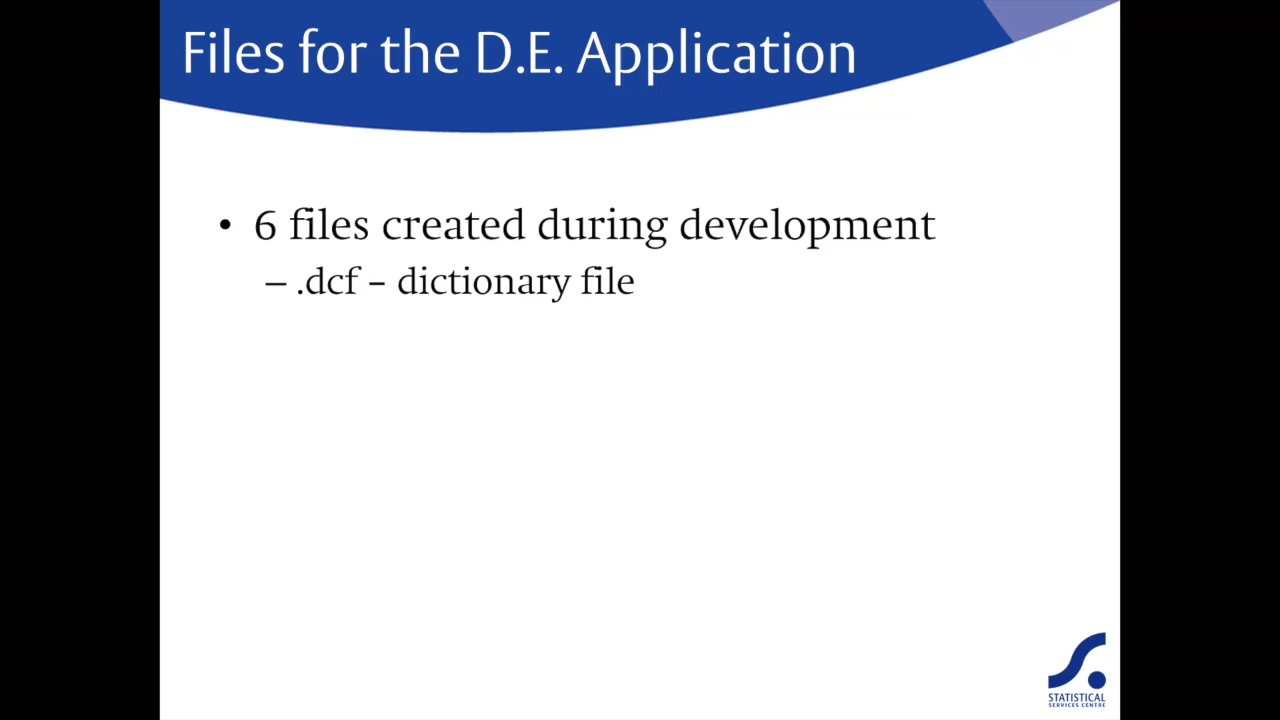 Files for the D.E. Application
• 6 files created during development
– .dcf – dictionary file
STATISTICAL
SERVICES CENTRE